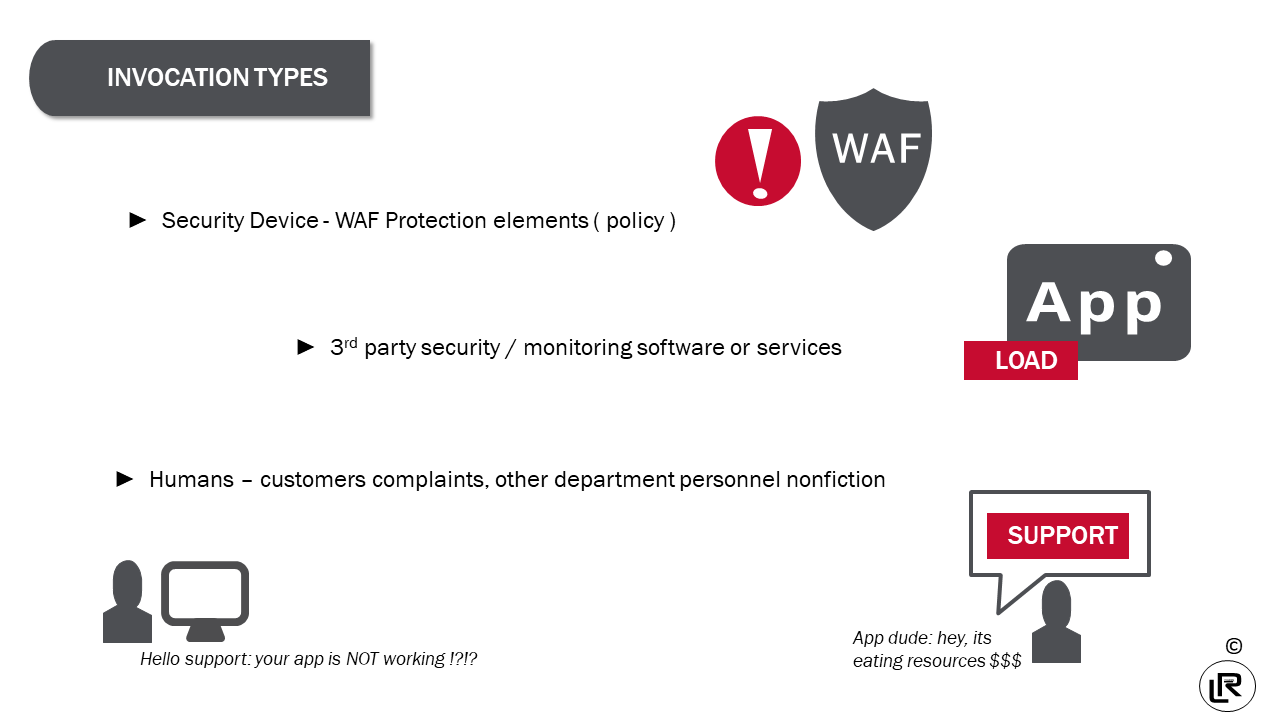 INVOCATION TYPES
WAF
► Security Device - WAF Protection elements ( policy )
App
► 3rd party security / monitoring software or services
LOAD
► Humans – customers complaints, other department personnel nonfiction
SUPPORT
App dude: hey, its
eating resources $$$
Hello support: your app is NOT working !?!?
©
LR